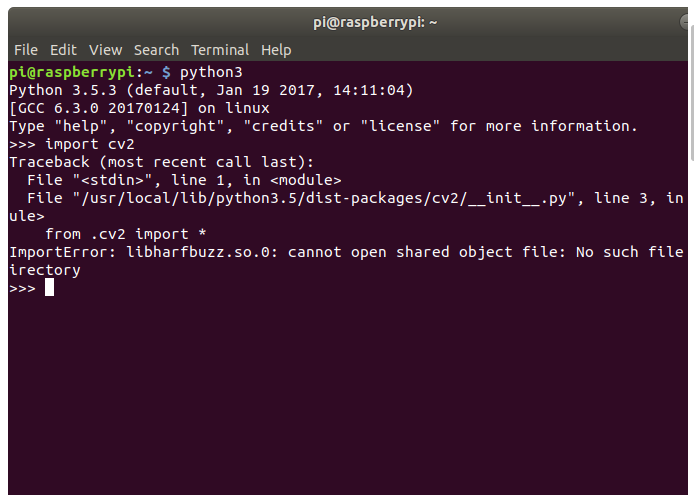 pi@raspberrypi: ~
File Edit View Search Terminal Help
pi@raspberrypi:~ $ python3
Python 3.5.3 (default, Jan 19 2017, 14:11:04)
[GCC 6.3.0 20170124] on linux
Type "help", "copyright", "credits" or "license" for more information.
>>> import cv2
Traceback (most recent call last):
  File "<stdin>", line 1, in <module>
  File "/usr/local/lib/python3.5/dist-packages/cv2/__init__.py", line 3, in
ule>
    from .cv2 import *
ImportError: libharfbuzz.so.0: cannot open shared object file: No such file
irectory
>>>